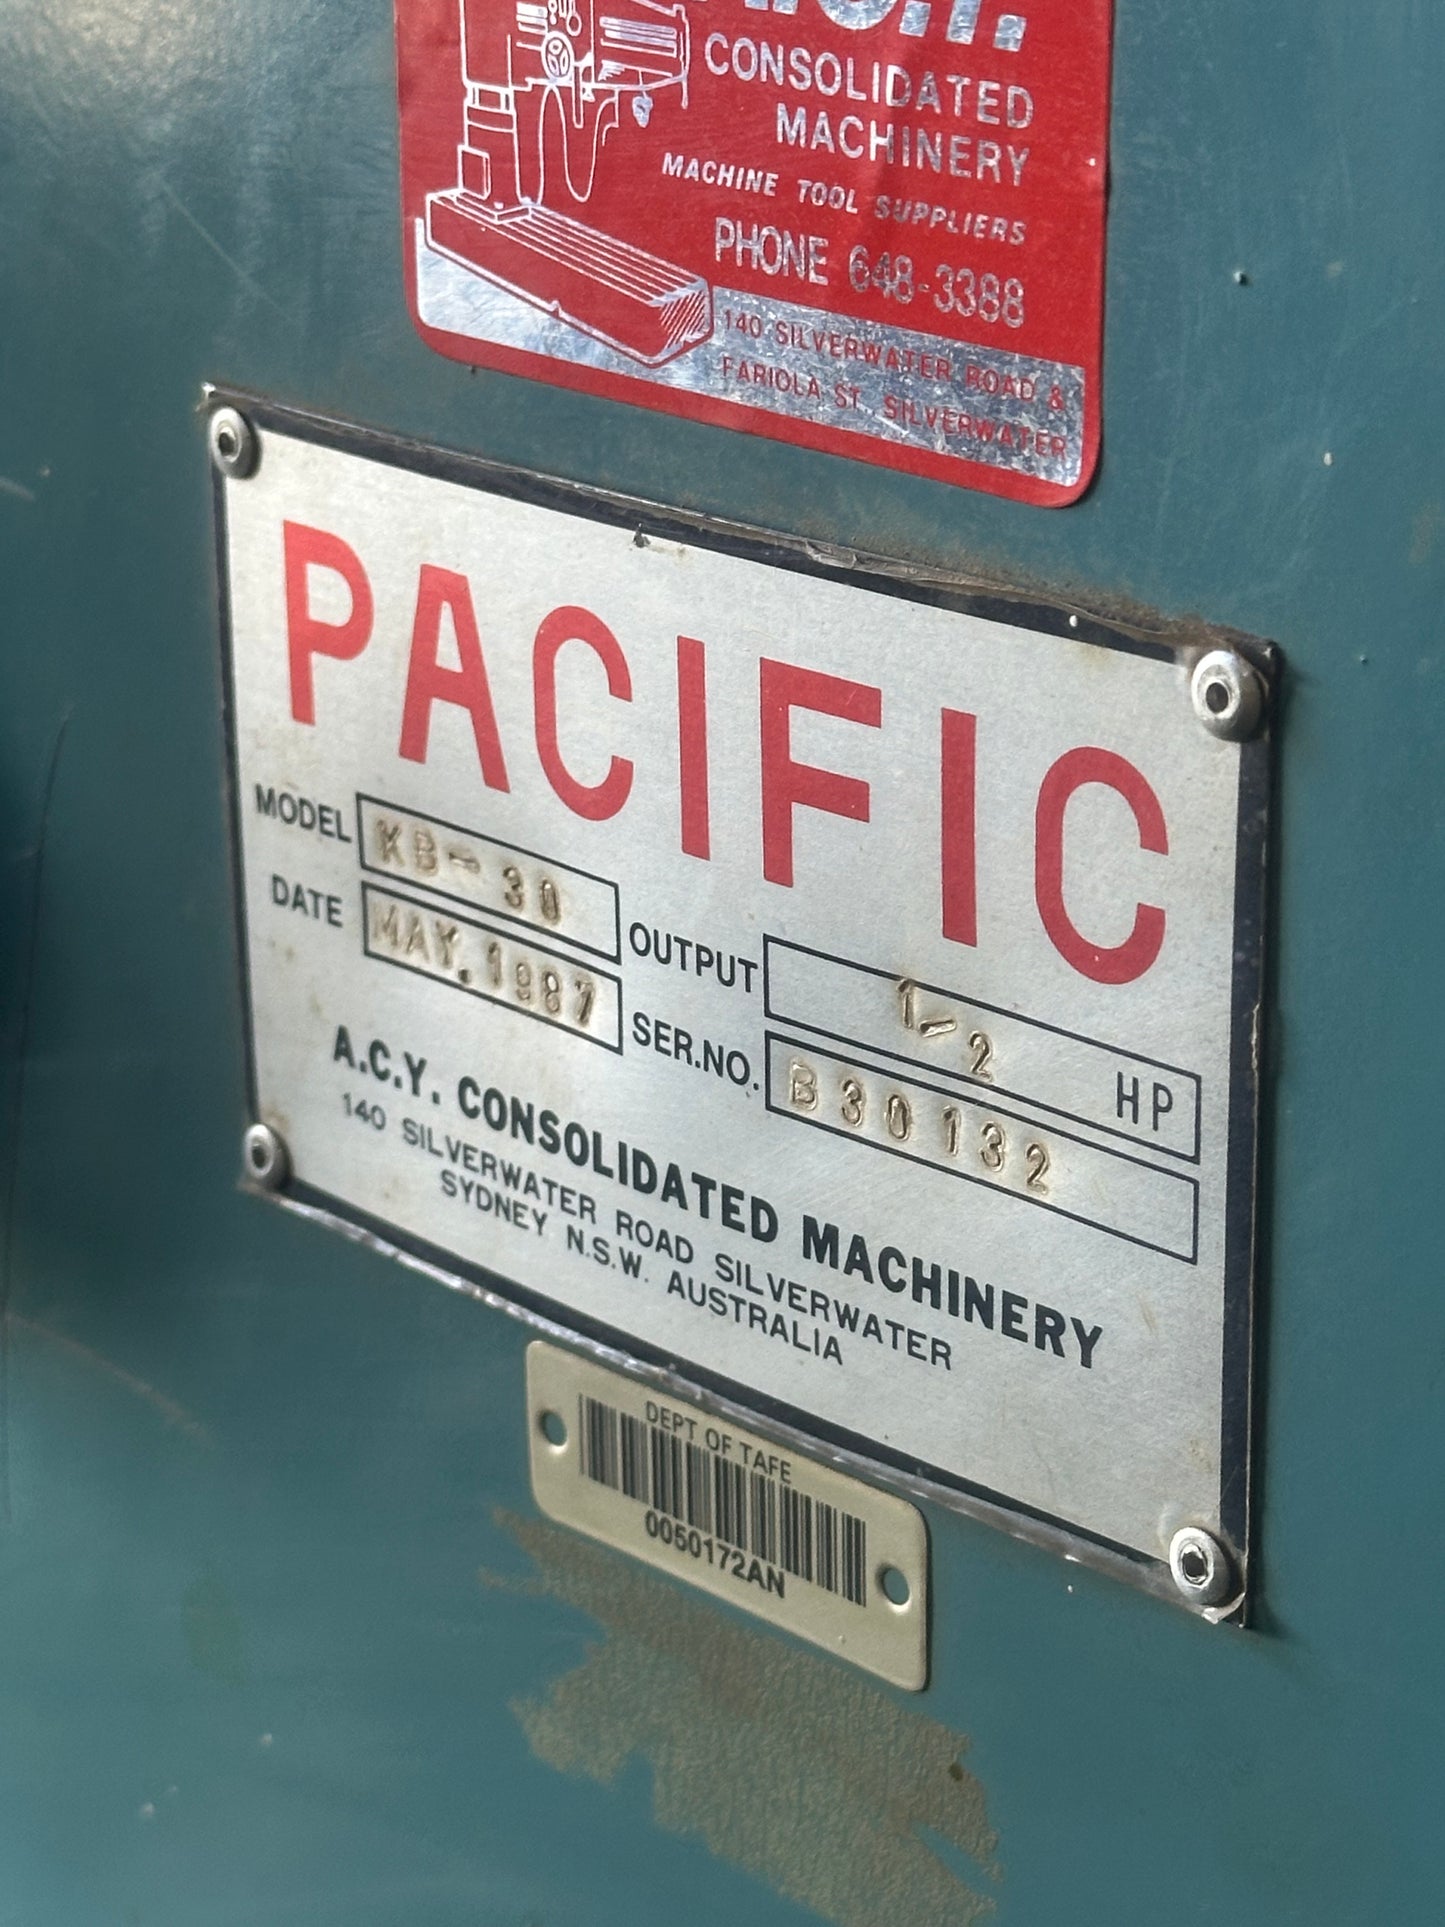 A.C.Y.
CONSOLIDATED
MACHINERY
MACHINE TOOL SUPPLIERS
PHONE 648-3388
140 SILVERWATER ROAD &
FARIOLA ST. SILVERWATER
PACIFIC
MODEL KB-30
OUTPUT 1-2 HP
DATE MAY.1987
SER.NO. B30132
A.C.Y. CONSOLIDATED MACHINERY
140 SILVERWATER ROAD SILVERWATER
SYDNEY N.S.W. AUSTRALIA
DEPT OF TAFE
0050172AN